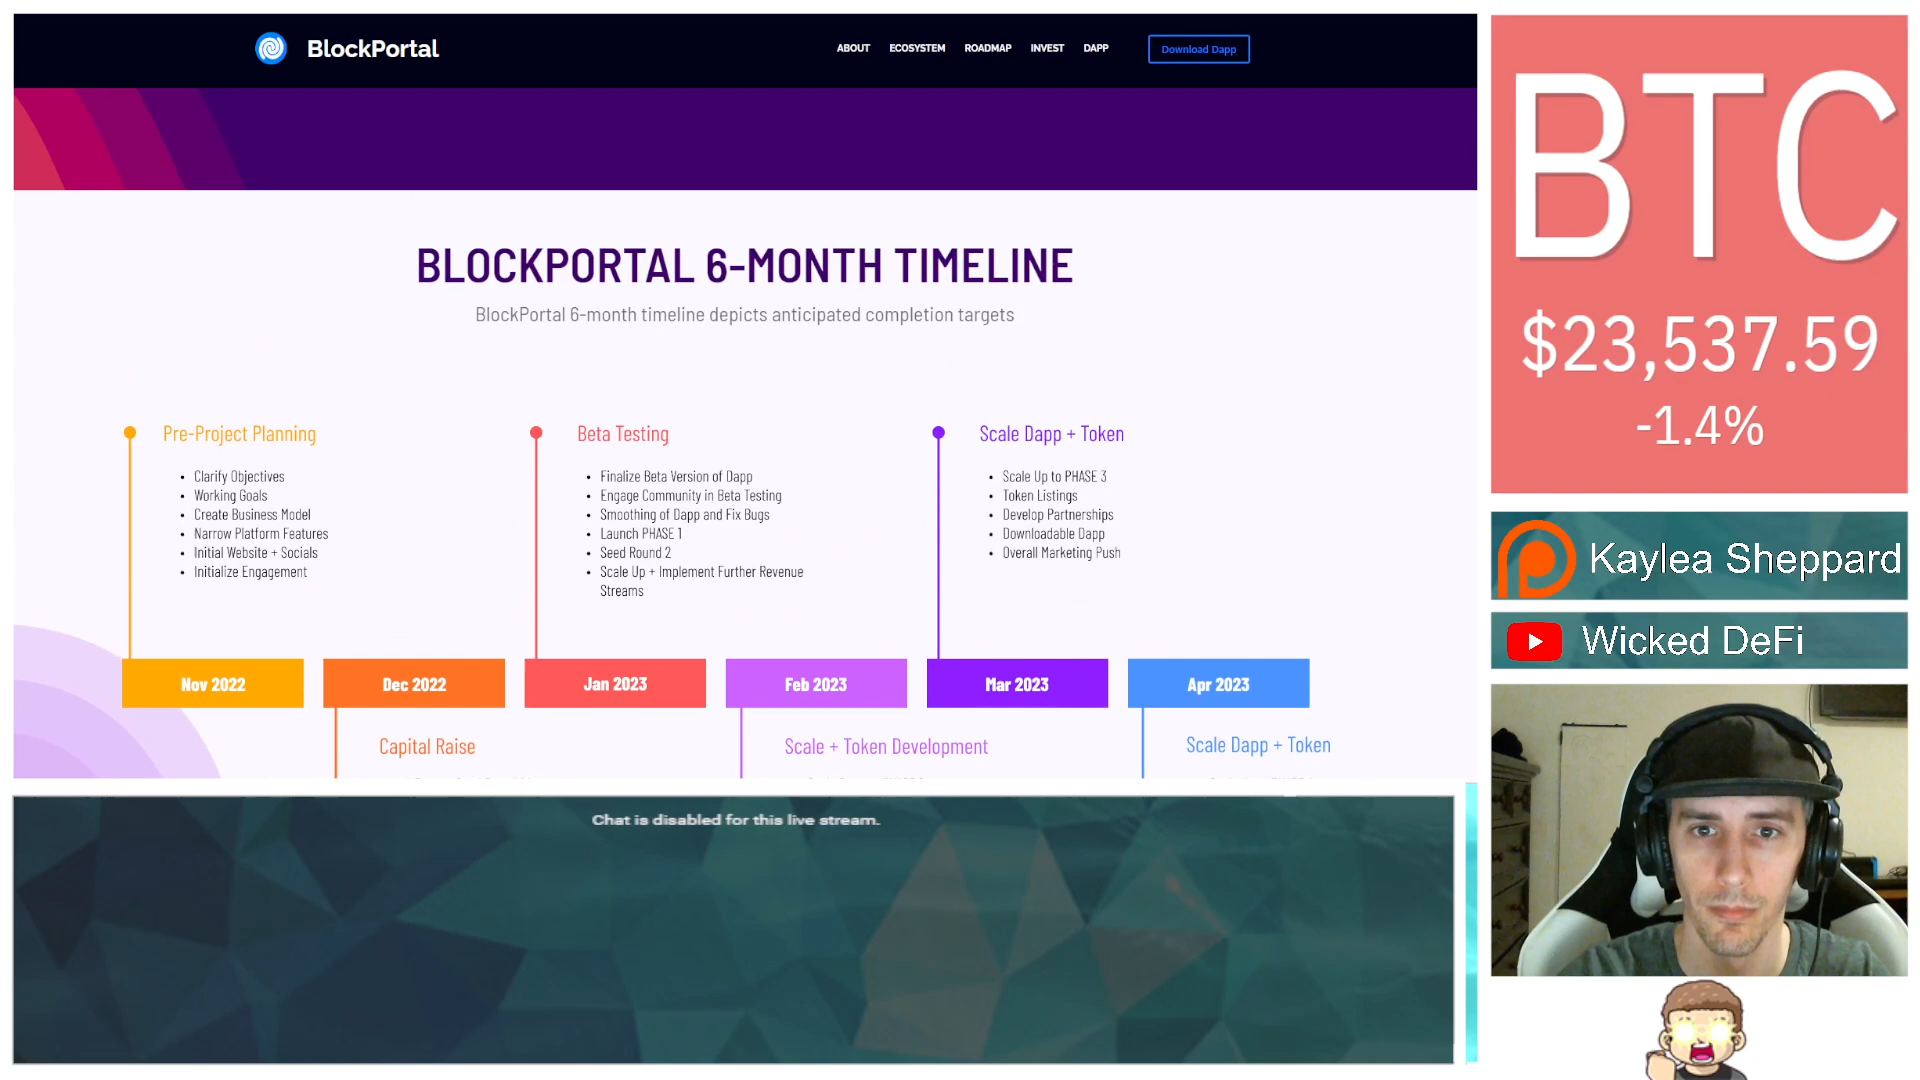 BlockPortal
ABOUT
ECOSYSTEM
ROADMAP
INVEST
DAPP
Download Dapp
BLOCKPORTAL 6-MONTH TIMELINE
BlockPortal 6-month timeline depicts anticipated completion targets
Pre-Project Planning
• Clarify Objectives
• Working Goals
• Create Business Model
• Narrow Platform Features
• Initial Website + Socials
• Initialize Engagement
Beta Testing
• Finalize Beta Version of Dapp
• Engage Community in Beta Testing
• Smoothing of Dapp and Fix Bugs
• Launch PHASE 1
• Seed Round 2
• Scale Up + Implement Further Revenue
Streams
Scale Dapp + Token
• Scale Up to PHASE 3
• Token Listings
• Develop Partnerships
• Downloadable Dapp
• Overall Marketing Push
Nov 2022
Dec 2022
Jan 2023
Feb 2023
Mar 2023
Apr 2023
Capital Raise
Scale + Token Development
Scale Dapp + Token
Chat is disabled for this live stream.
BTC
$23,537.59
-1.4%
Kaylea Sheppard
Wicked DeFi